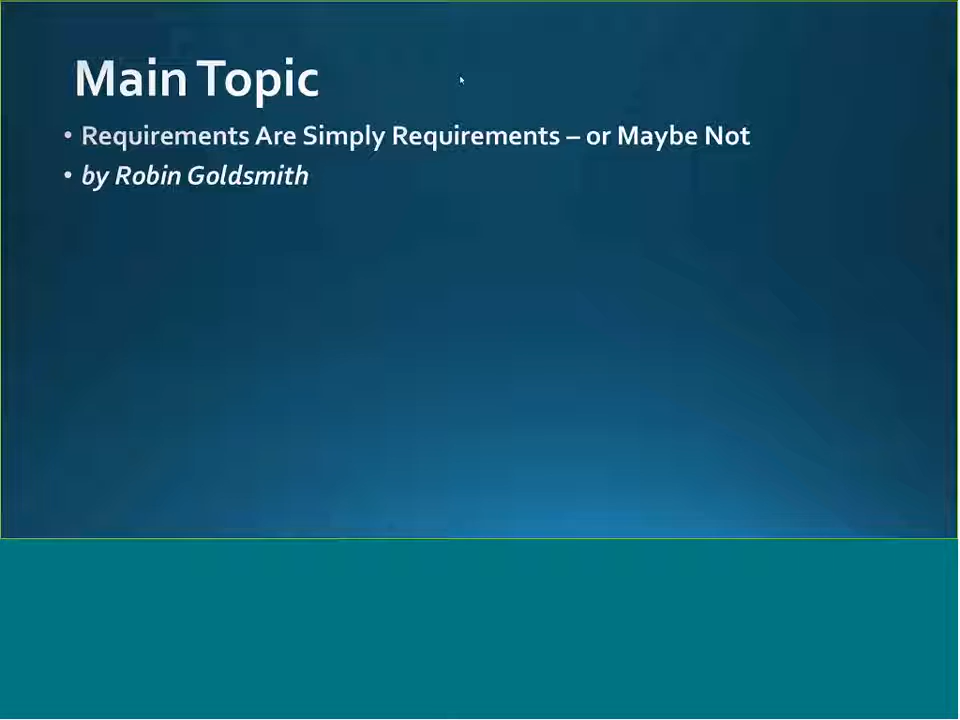 Main Topic
• Requirements Are Simply Requirements – or Maybe Not
• by Robin Goldsmith